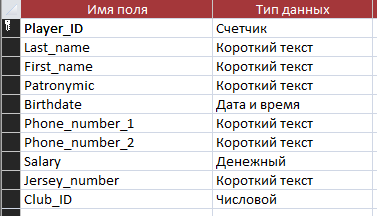 Имя поля Тип данных
Player_ID Счетчик
Last_name Короткий текст
First_name Короткий текст
Patronymic Короткий текст
Birthdate Дата и время
Phone_number_1 Короткий текст
Phone_number_2 Короткий текст
Salary Денежный
Jersey_number Короткий текст
Club_ID Числовой